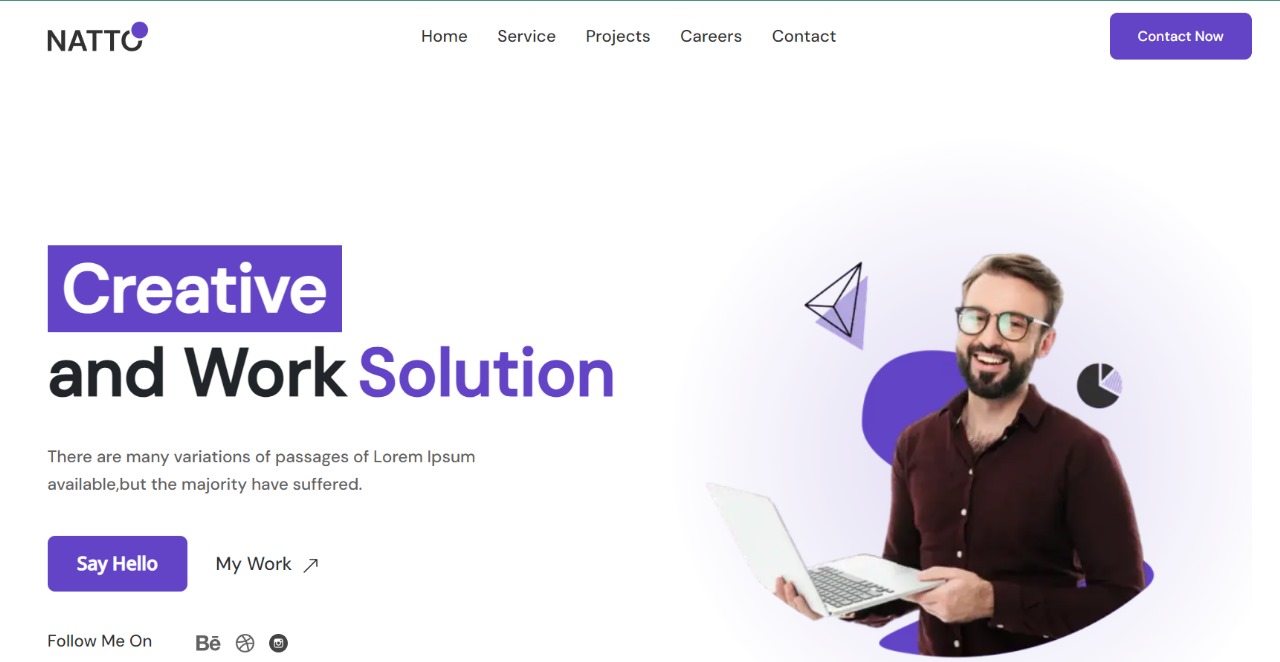 NATTO
Home Service Projects Careers Contact
Contact Now
Creative
and Work Solution
There are many variations of passages of Lorem Ipsum
available,but the majority have suffered.
Say Hello
My Work
Follow Me On
Bē